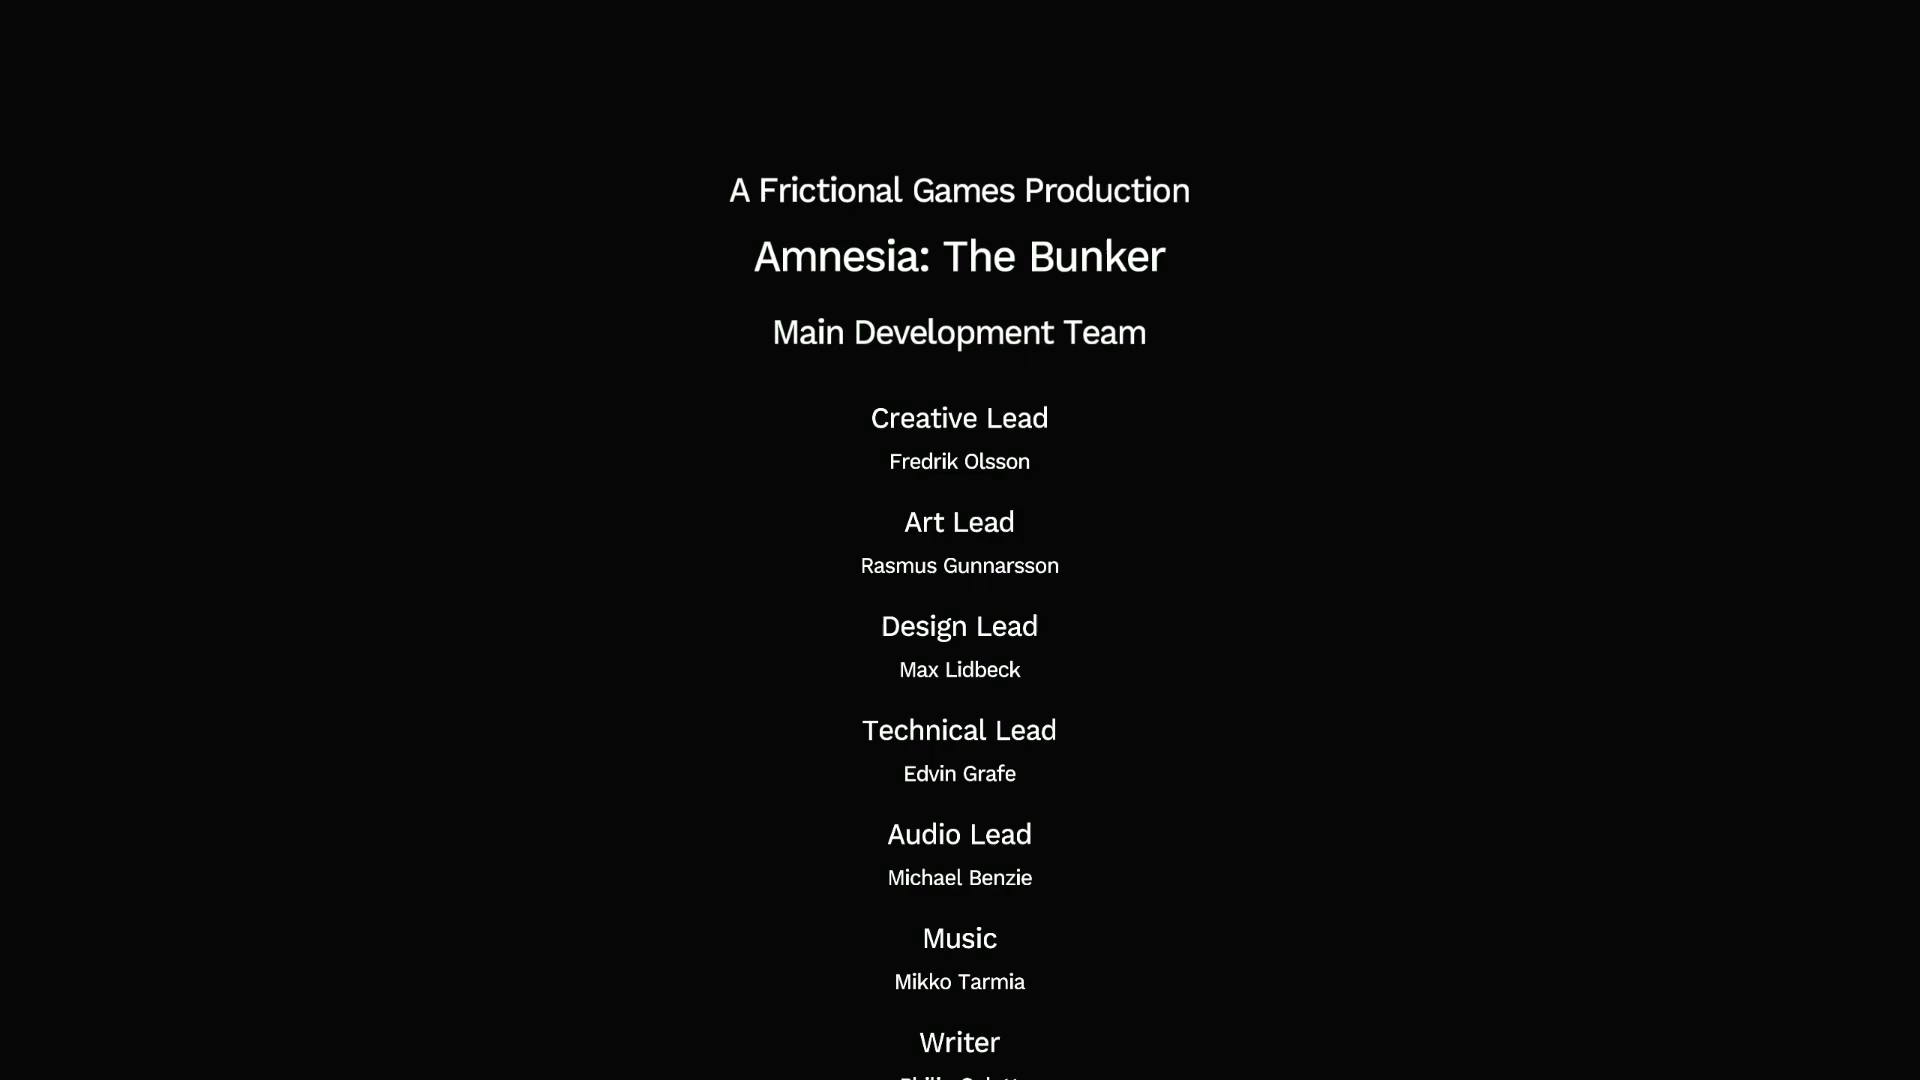 A Frictional Games Production
Amnesia: The Bunker
Main Development Team
Creative Lead
Fredrik Olsson
Art Lead
Rasmus Gunnarsson
Design Lead
Max Lidbeck
Technical Lead
Edvin Grafe
Audio Lead
Michael Benzie
Music
Mikko Tarmia
Writer